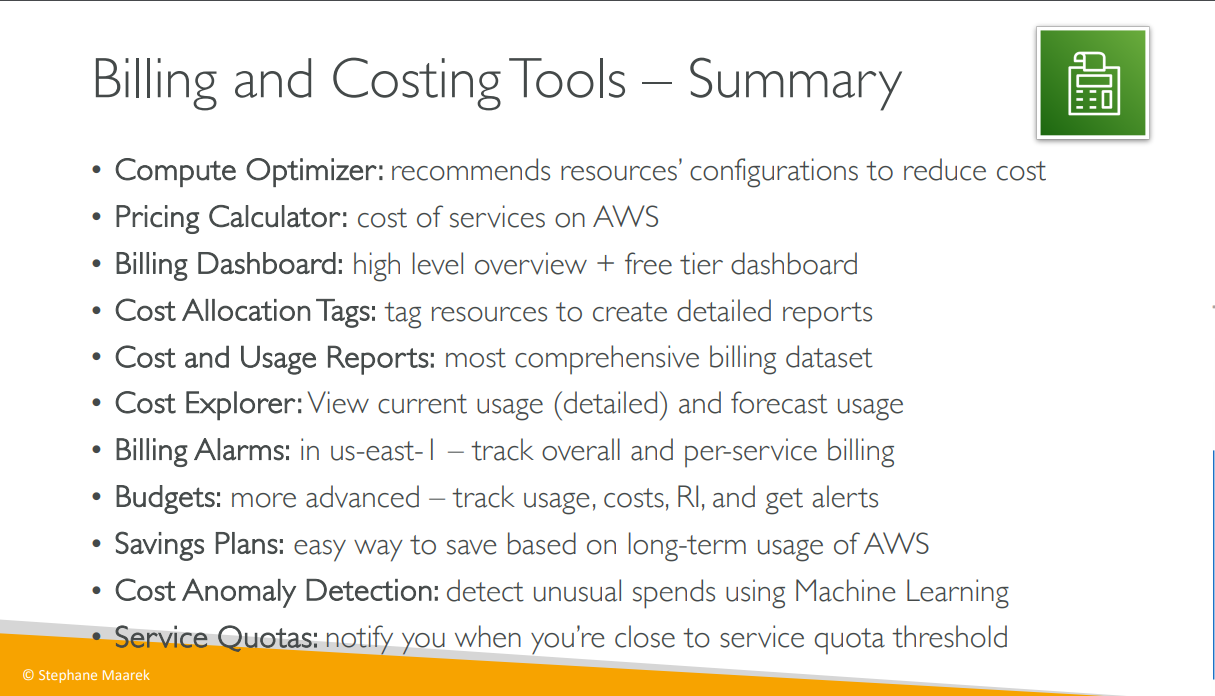 Billing and Costing Tools – Summary
• Compute Optimizer: recommends resources’ configurations to reduce cost
• Pricing Calculator: cost of services on AWS
• Billing Dashboard: high level overview + free tier dashboard
• Cost Allocation Tags: tag resources to create detailed reports
• Cost and Usage Reports: most comprehensive billing dataset
• Cost Explorer: View current usage (detailed) and forecast usage
• Billing Alarms: in us-east-1 – track overall and per-service billing
• Budgets: more advanced – track usage, costs, RI, and get alerts
• Savings Plans: easy way to save based on long-term usage of AWS
• Cost Anomaly Detection: detect unusual spends using Machine Learning
• Service Quotas: notify you when you’re close to service quota threshold
© Stephane Maarek